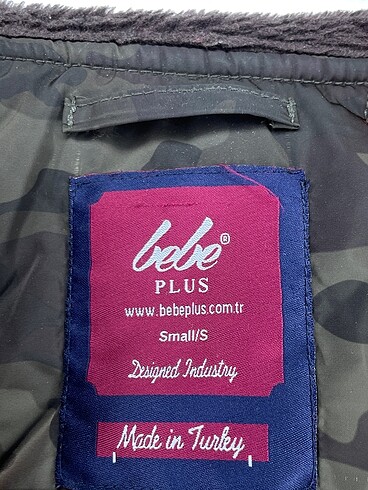 bebe®
PLUS
www.bebeplus.com.tr
Small/S
Designed Industry
Made in Turkey